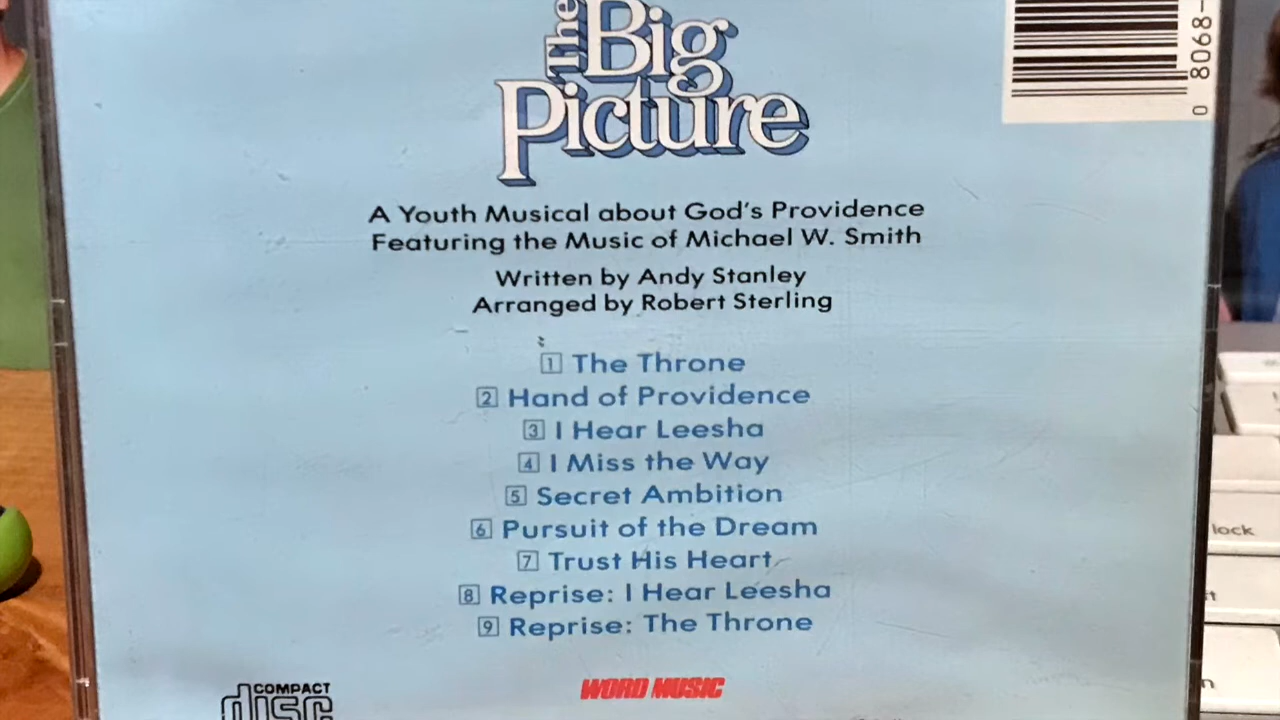 The Big
Picture
0 8068-
A Youth Musical about God's Providence
Featuring the Music of Michael W. Smith
Written by Andy Stanley
Arranged by Robert Sterling
1 The Throne
2 Hand of Providence
3 I Hear Leesha
4 I Miss the Way
5 Secret Ambition
6 Pursuit of the Dream
7 Trust His Heart
8 Reprise: I Hear Leesha
9 Reprise: The Throne
WORD MUSIC
COMPACT
disc
lock